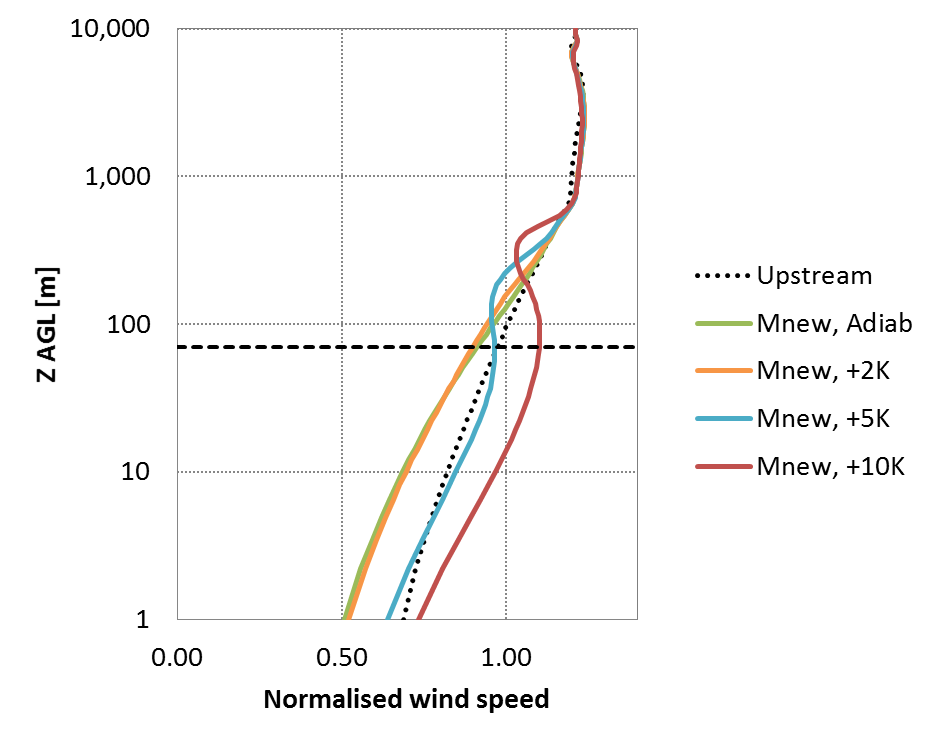 10,000
1,000
100
10
1
Z AGL [m]
0.00 0.50 1.00
Normalised wind speed
Upstream
Mnew, Adiab
Mnew, +2K
Mnew, +5K
Mnew, +10K